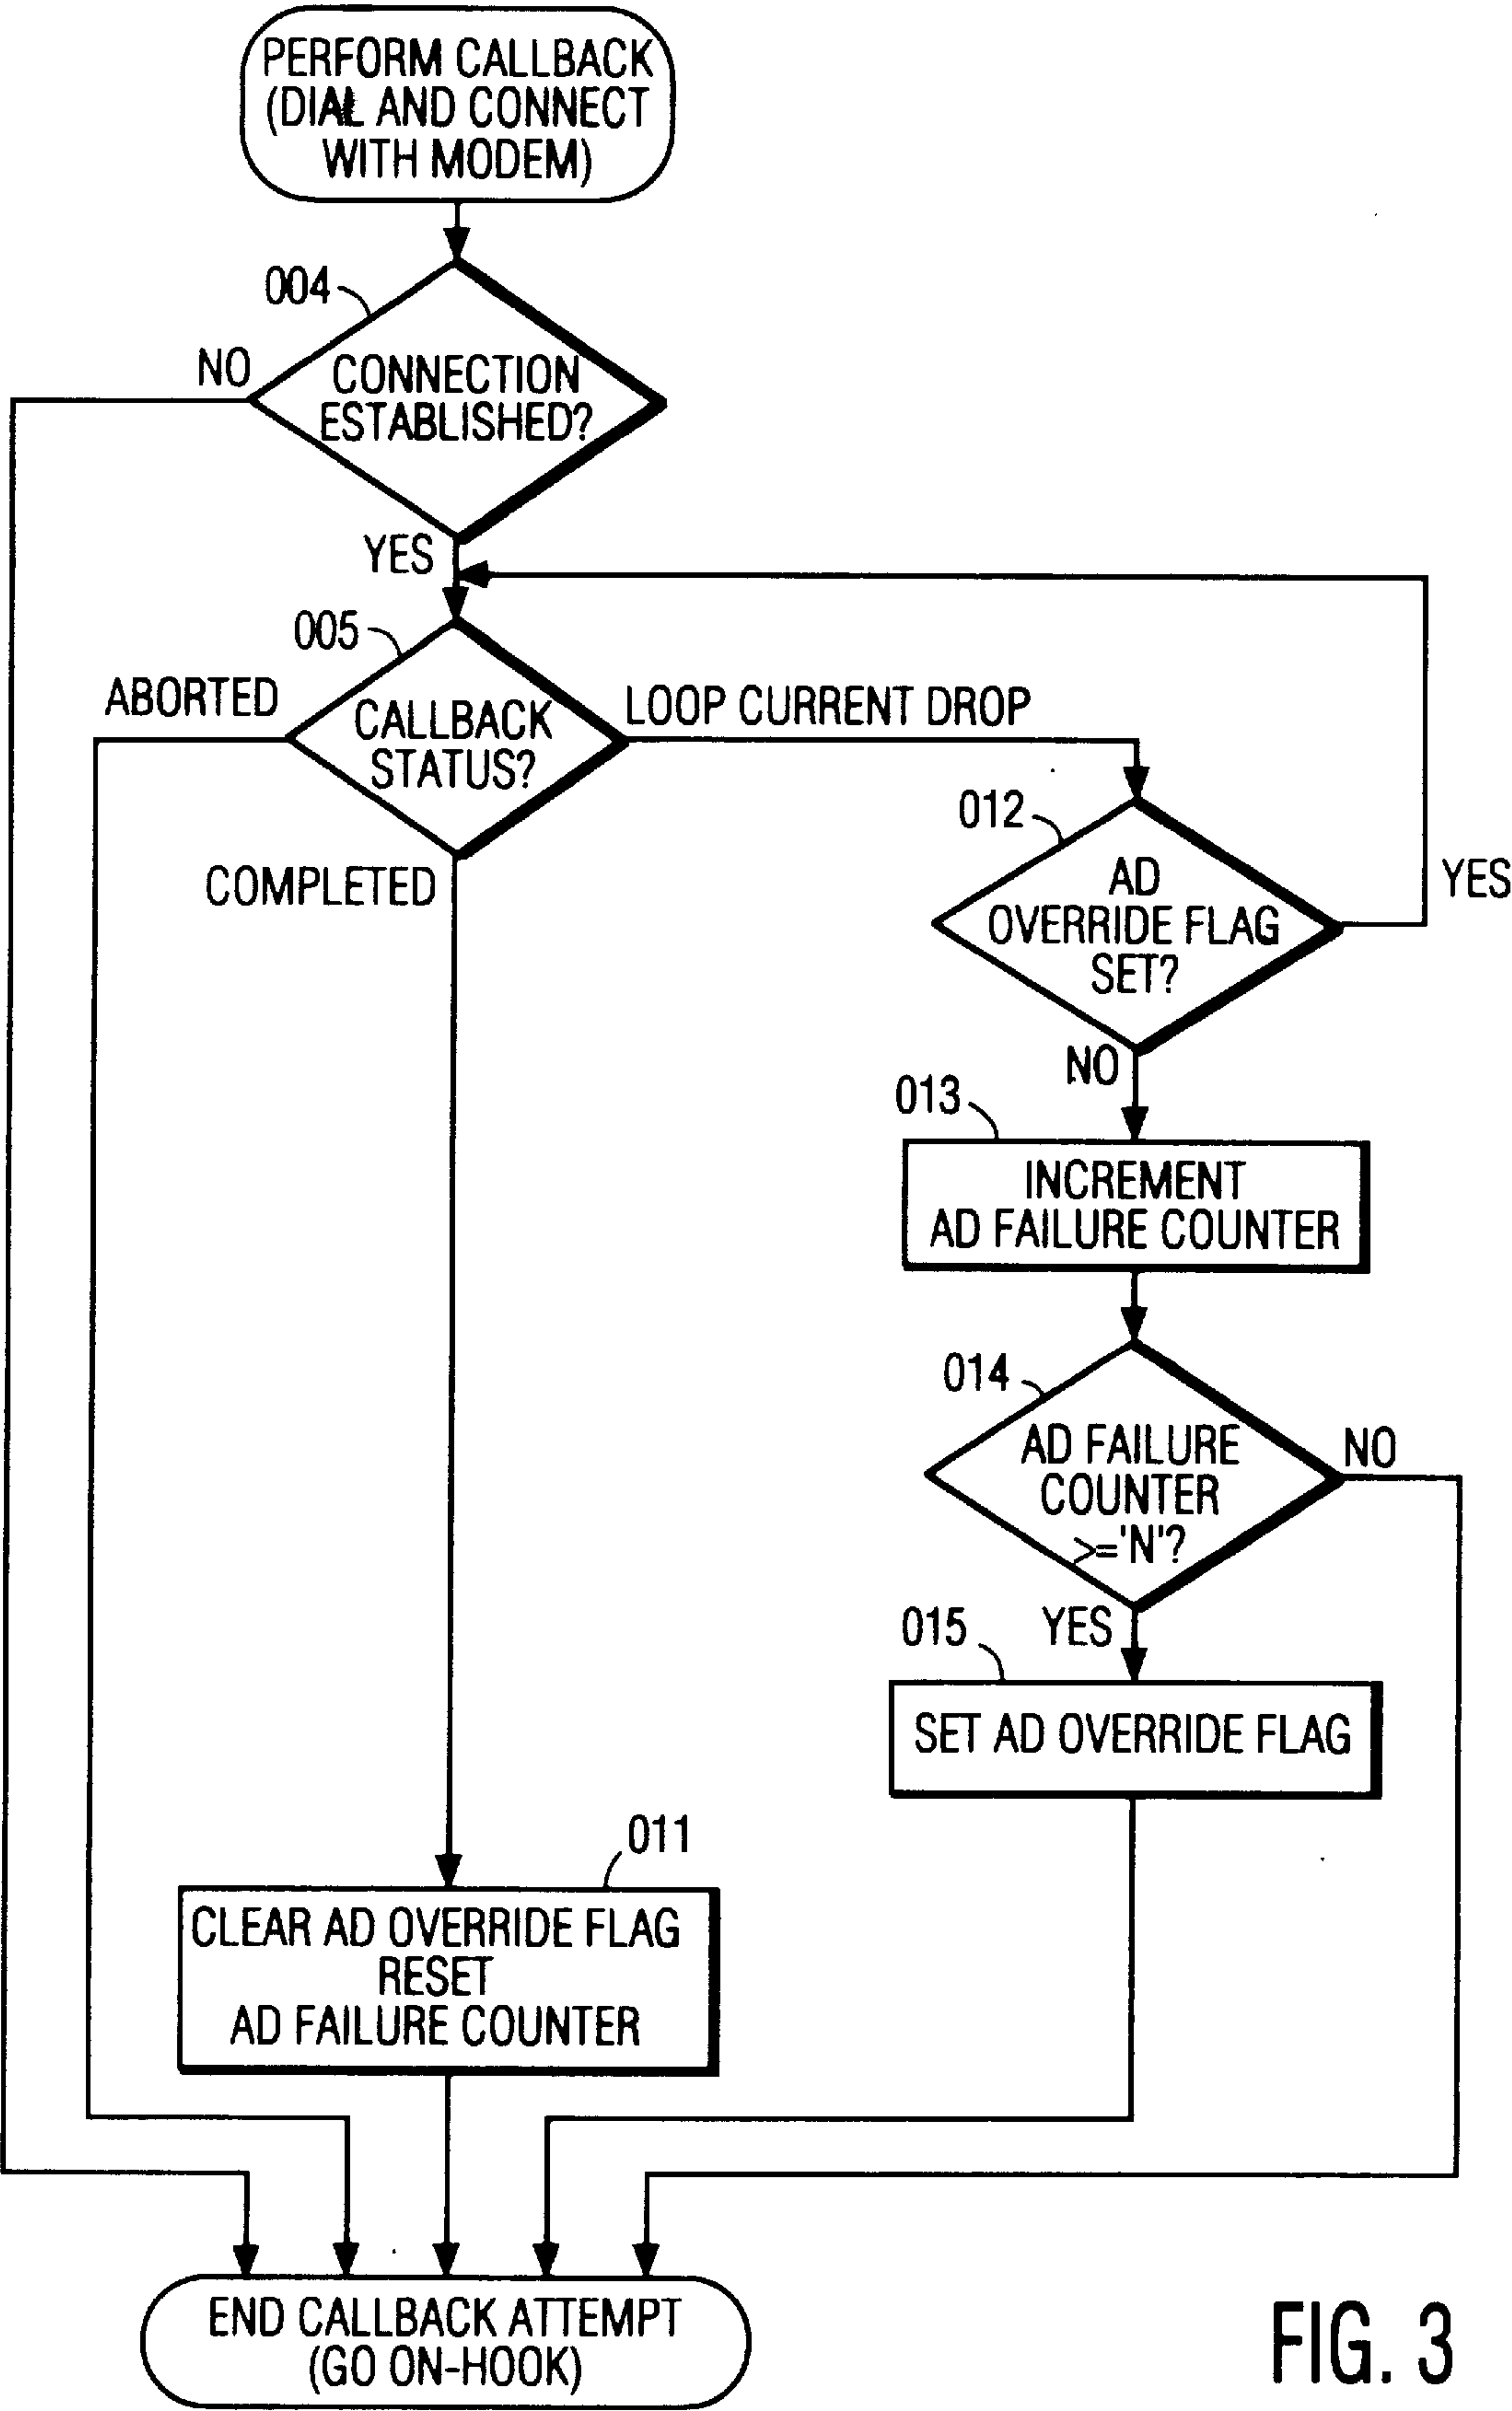 PERFORM CALLBACK
(DIAL AND CONNECT
WITH MODEM)
004
NO
CONNECTION
ESTABLISHED?
YES
005
ABORTED
CALLBACK
STATUS?
LOOP CURRENT DROP
COMPLETED
012
AD
OVERRIDE FLAG
SET?
YES
NO
013
INCREMENT
AD FAILURE COUNTER
014
AD FAILURE
COUNTER
>='N'?
NO
YES
015
SET AD OVERRIDE FLAG
011
CLEAR AD OVERRIDE FLAG
RESET
AD FAILURE COUNTER
END CALLBACK ATTEMPT
(GO ON-HOOK)
FIG. 3